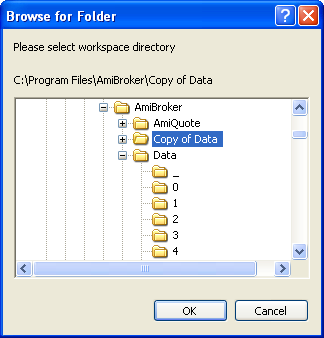 Browse for Folder
Please select workspace directory
C:\Program Files\AmiBroker\Copy of Data
AmiBroker
AmiQuote
Copy of Data
Data
_
0
1
2
3
4
OK
Cancel